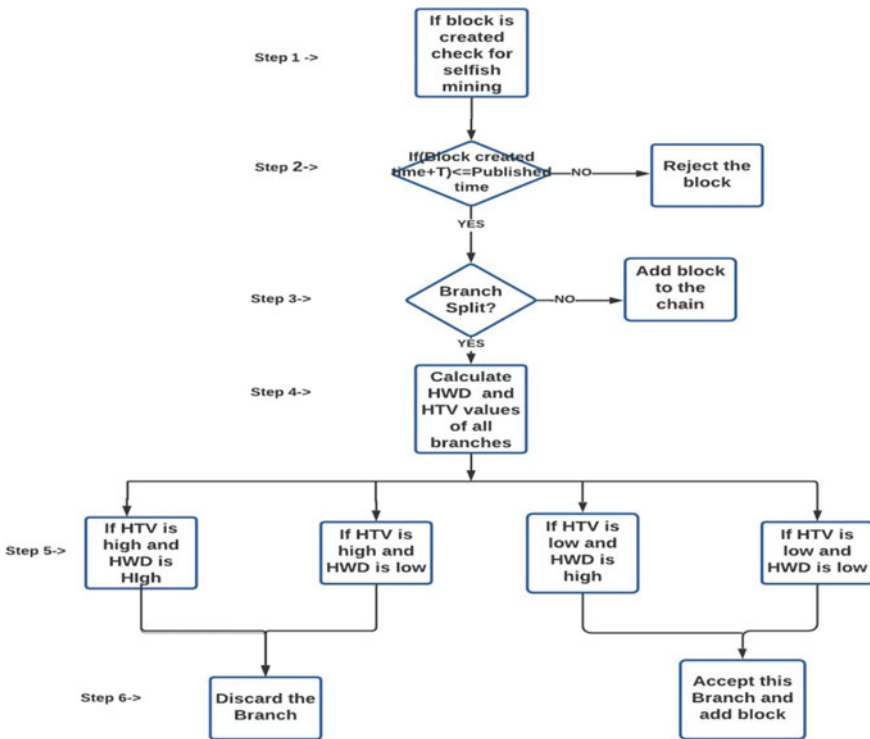 If block is
created
check for
selfish
mining
Step 1 ->
If(Block created
time+T)<=Published
time
Step 2->
NO
Reject the
block
YES
Branch
Split?
Step 3->
NO
Add block
to the
chain
YES
Calculate
HWD and
HTV values
of all
branches
Step 4->
Step 5->
If HTV is
high and
HWD is
HIgh
If HTV is
high and
HWD is low
If HTV is
low and
HWD is
high
If HTV is
low and
HWD is low
Step 6->
Discard the
Branch
Accept this
Branch and
add block